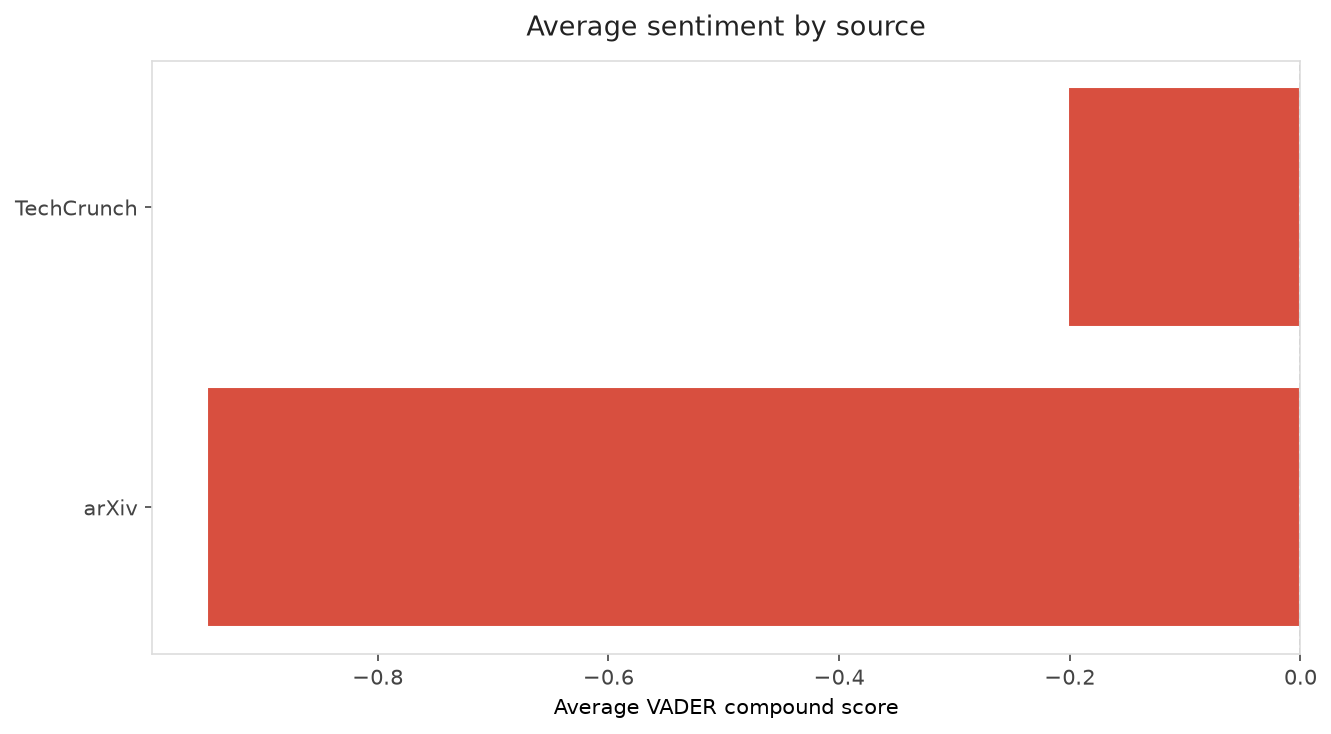 Average sentiment by source
TechCrunch
arXiv
−0.8 −0.6 −0.4 −0.2 0.0
Average VADER compound score